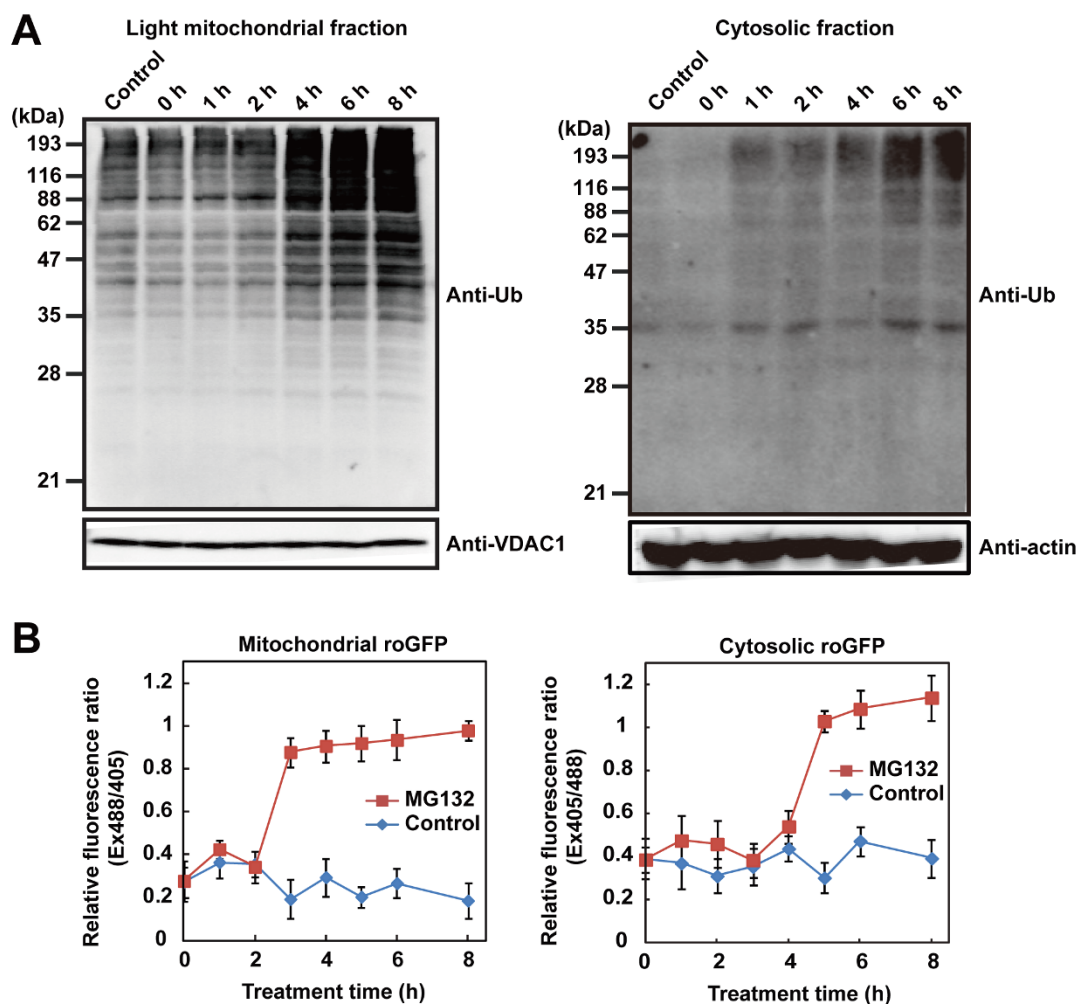 A
Light mitochondrial fraction
Control 0 h 1 h 2 h 4 h 6 h 8 h
(kDa)
193
116
88
62
47
35
28
21
Anti-Ub
Anti-VDAC1
Cytosolic fraction
Control 0 h 1 h 2 h 4 h 6 h 8 h
(kDa)
193
116
88
62
47
35
28
21
Anti-Ub
Anti-actin
B
Mitochondrial roGFP
Relative fluorescence ratio
(Ex488/405)
1.2
1
0.8
0.6
0.4
0.2
0
MG132
Control
0 2 4 6 8
Treatment time (h)
Cytosolic roGFP
Relative fluorescence ratio
(Ex405/488)
1.2
1
0.8
0.6
0.4
0.2
0
MG132
Control
0 2 4 6 8
Treatment time (h)